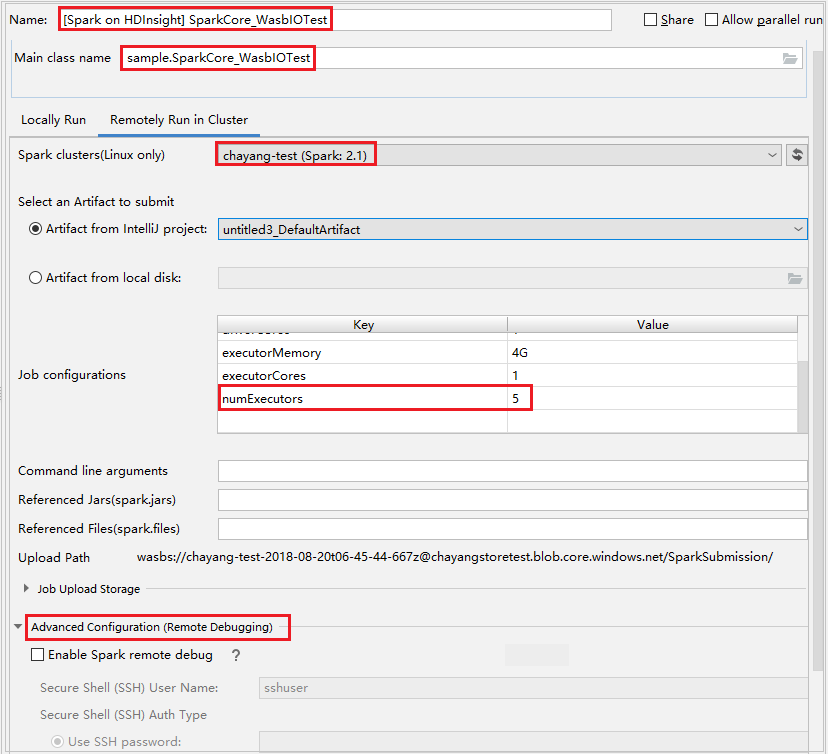 Name: [Spark on HDInsight] SparkCore_WasbIOTest Share Allow parallel run
Main class name sample.SparkCore_WasbIOTest
Locally Run Remotely Run in Cluster
Spark clusters(Linux only) chayang-test (Spark: 2.1)
Select an Artifact to submit
Artifact from IntelliJ project: untitled3_DefaultArtifact
Artifact from local disk:
Key Value
executorMemory 4G
Job configurations executorCores 1
numExecutors 5
Command line arguments
Referenced Jars(spark.jars)
Referenced Files(spark.files)
Upload Path wasbs://chayang-test-2018-08-20t06-45-44-667z@chayangstoretest.blob.core.windows.net/SparkSubmission/
Job Upload Storage
Advanced Configuration (Remote Debugging)
Enable Spark remote debug ?
Secure Shell (SSH) User Name: sshuser
Secure Shell (SSH) Auth Type
Use SSH password: